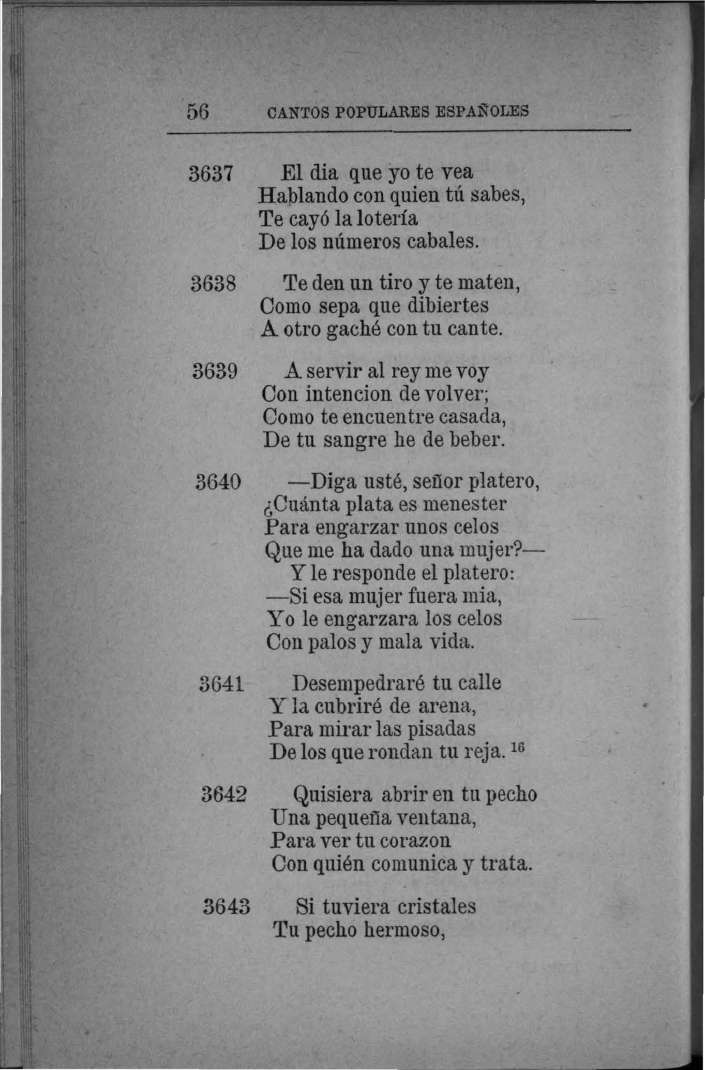 56 CANTOS POPULARES ESPAÑOLES
3637 El dia que yo te vea
Hablando con quien tú sabes,
Te cayó la lotería
De los números cabales.
3638 Te den un tiro y te maten,
Como sepa que dibiertes
A otro gaché con tu cante.
3639 A servir al rey me voy
Con intencion de volver;
Como te encuentre casada,
De tu sangre he de beber.
3640 —Diga usté, señor platero,
¿Cuánta plata es menester
Para engarzar unos celos
Que me ha dado una mujer?—
Y le responde el platero:
—Si esa mujer fuera mia,
Yo le engarzara los celos
Con palos y mala vida.
3641 Desempedraré tu calle
Y la cubriré de arena,
Para mirar las pisadas
De los que rondan tu reja. 16
3642 Quisiera abrir en tu pecho
Una pequeña ventana,
Para ver tu corazon
Con quién comunica y trata.
3643 Si tuviera cristales
Tu pecho hermoso,